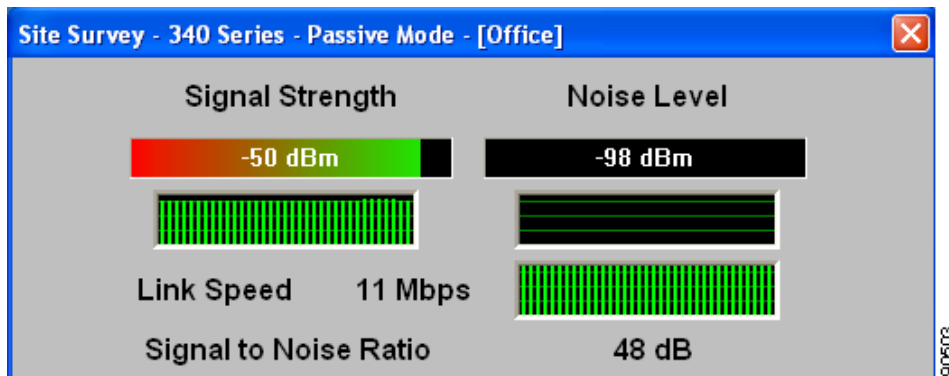 Site Survey - 340 Series - Passive Mode - [Office]
Signal Strength
Noise Level
-50 dBm
-98 dBm
Link Speed
11 Mbps
Signal to Noise Ratio
48 dB
90503